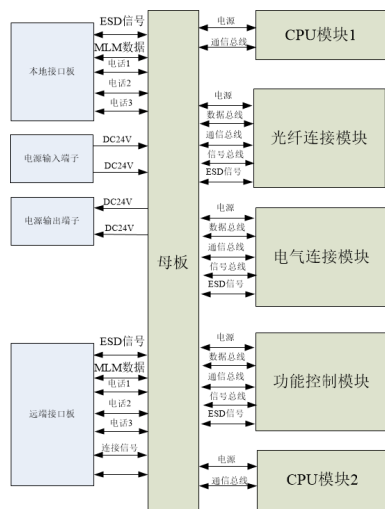 ESD信号
MLM数据
电话1
电话2
电话3
本地接口板
DC24V
DC24V
电源输入端子
DC24V
DC24V
电源输出端子
ESD信号
MLM数据
电话1
电话2
电话3
连接信号
远端接口板
母板
电源
通信总线
CPU模块1
电源
数据总线
通信总线
信号总线
ESD信号
光纤连接模块
电源
数据总线
通信总线
信号总线
ESD信号
电气连接模块
电源
数据总线
通信总线
信号总线
ESD信号
功能控制模块
电源
通信总线
CPU模块2